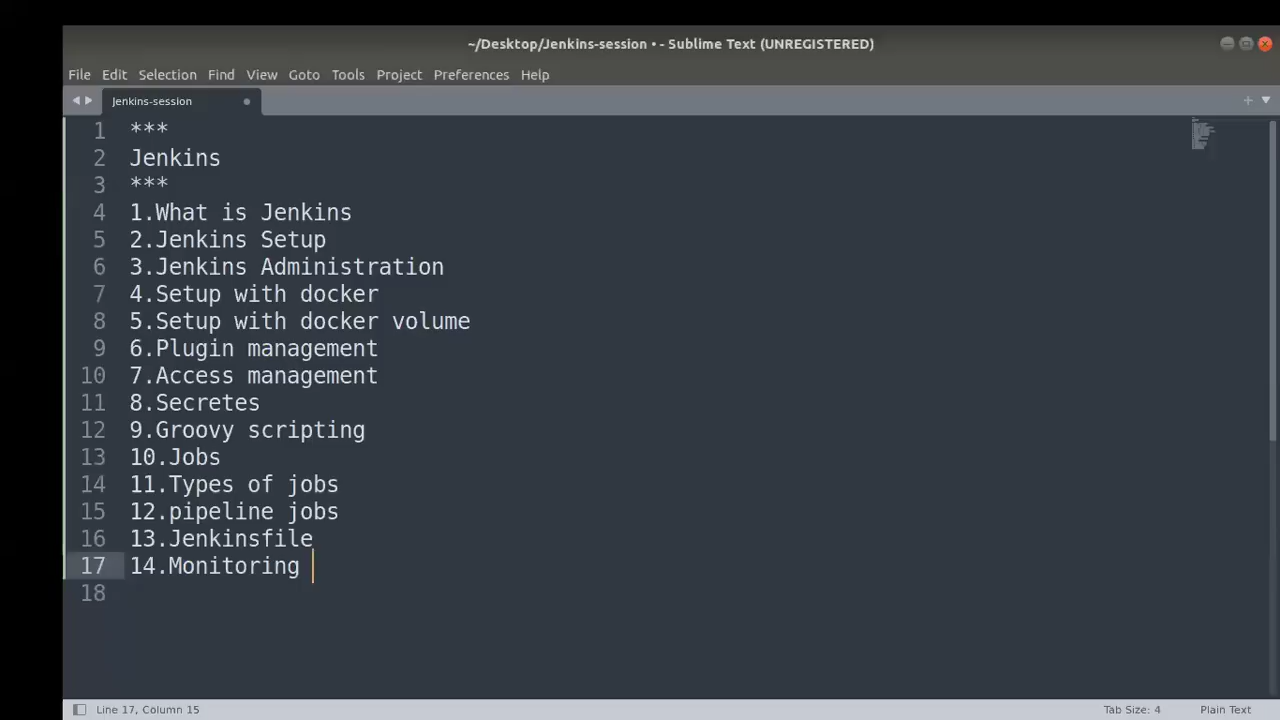 ~/Desktop/Jenkins-session • - Sublime Text (UNREGISTERED)
File Edit Selection Find View Goto Tools Project Preferences Help
Jenkins-session
1 ***
2 Jenkins
3 ***
4 1.What is Jenkins
5 2.Jenkins Setup
6 3.Jenkins Administration
7 4.Setup with docker
8 5.Setup with docker volume
9 6.Plugin management
10 7.Access management
11 8.Secretes
12 9.Groovy scripting
13 10.Jobs
14 11.Types of jobs
15 12.pipeline jobs
16 13.Jenkinsfile
17 14.Monitoring
18
Line 17, Column 15 Tab Size: 4 Plain Text